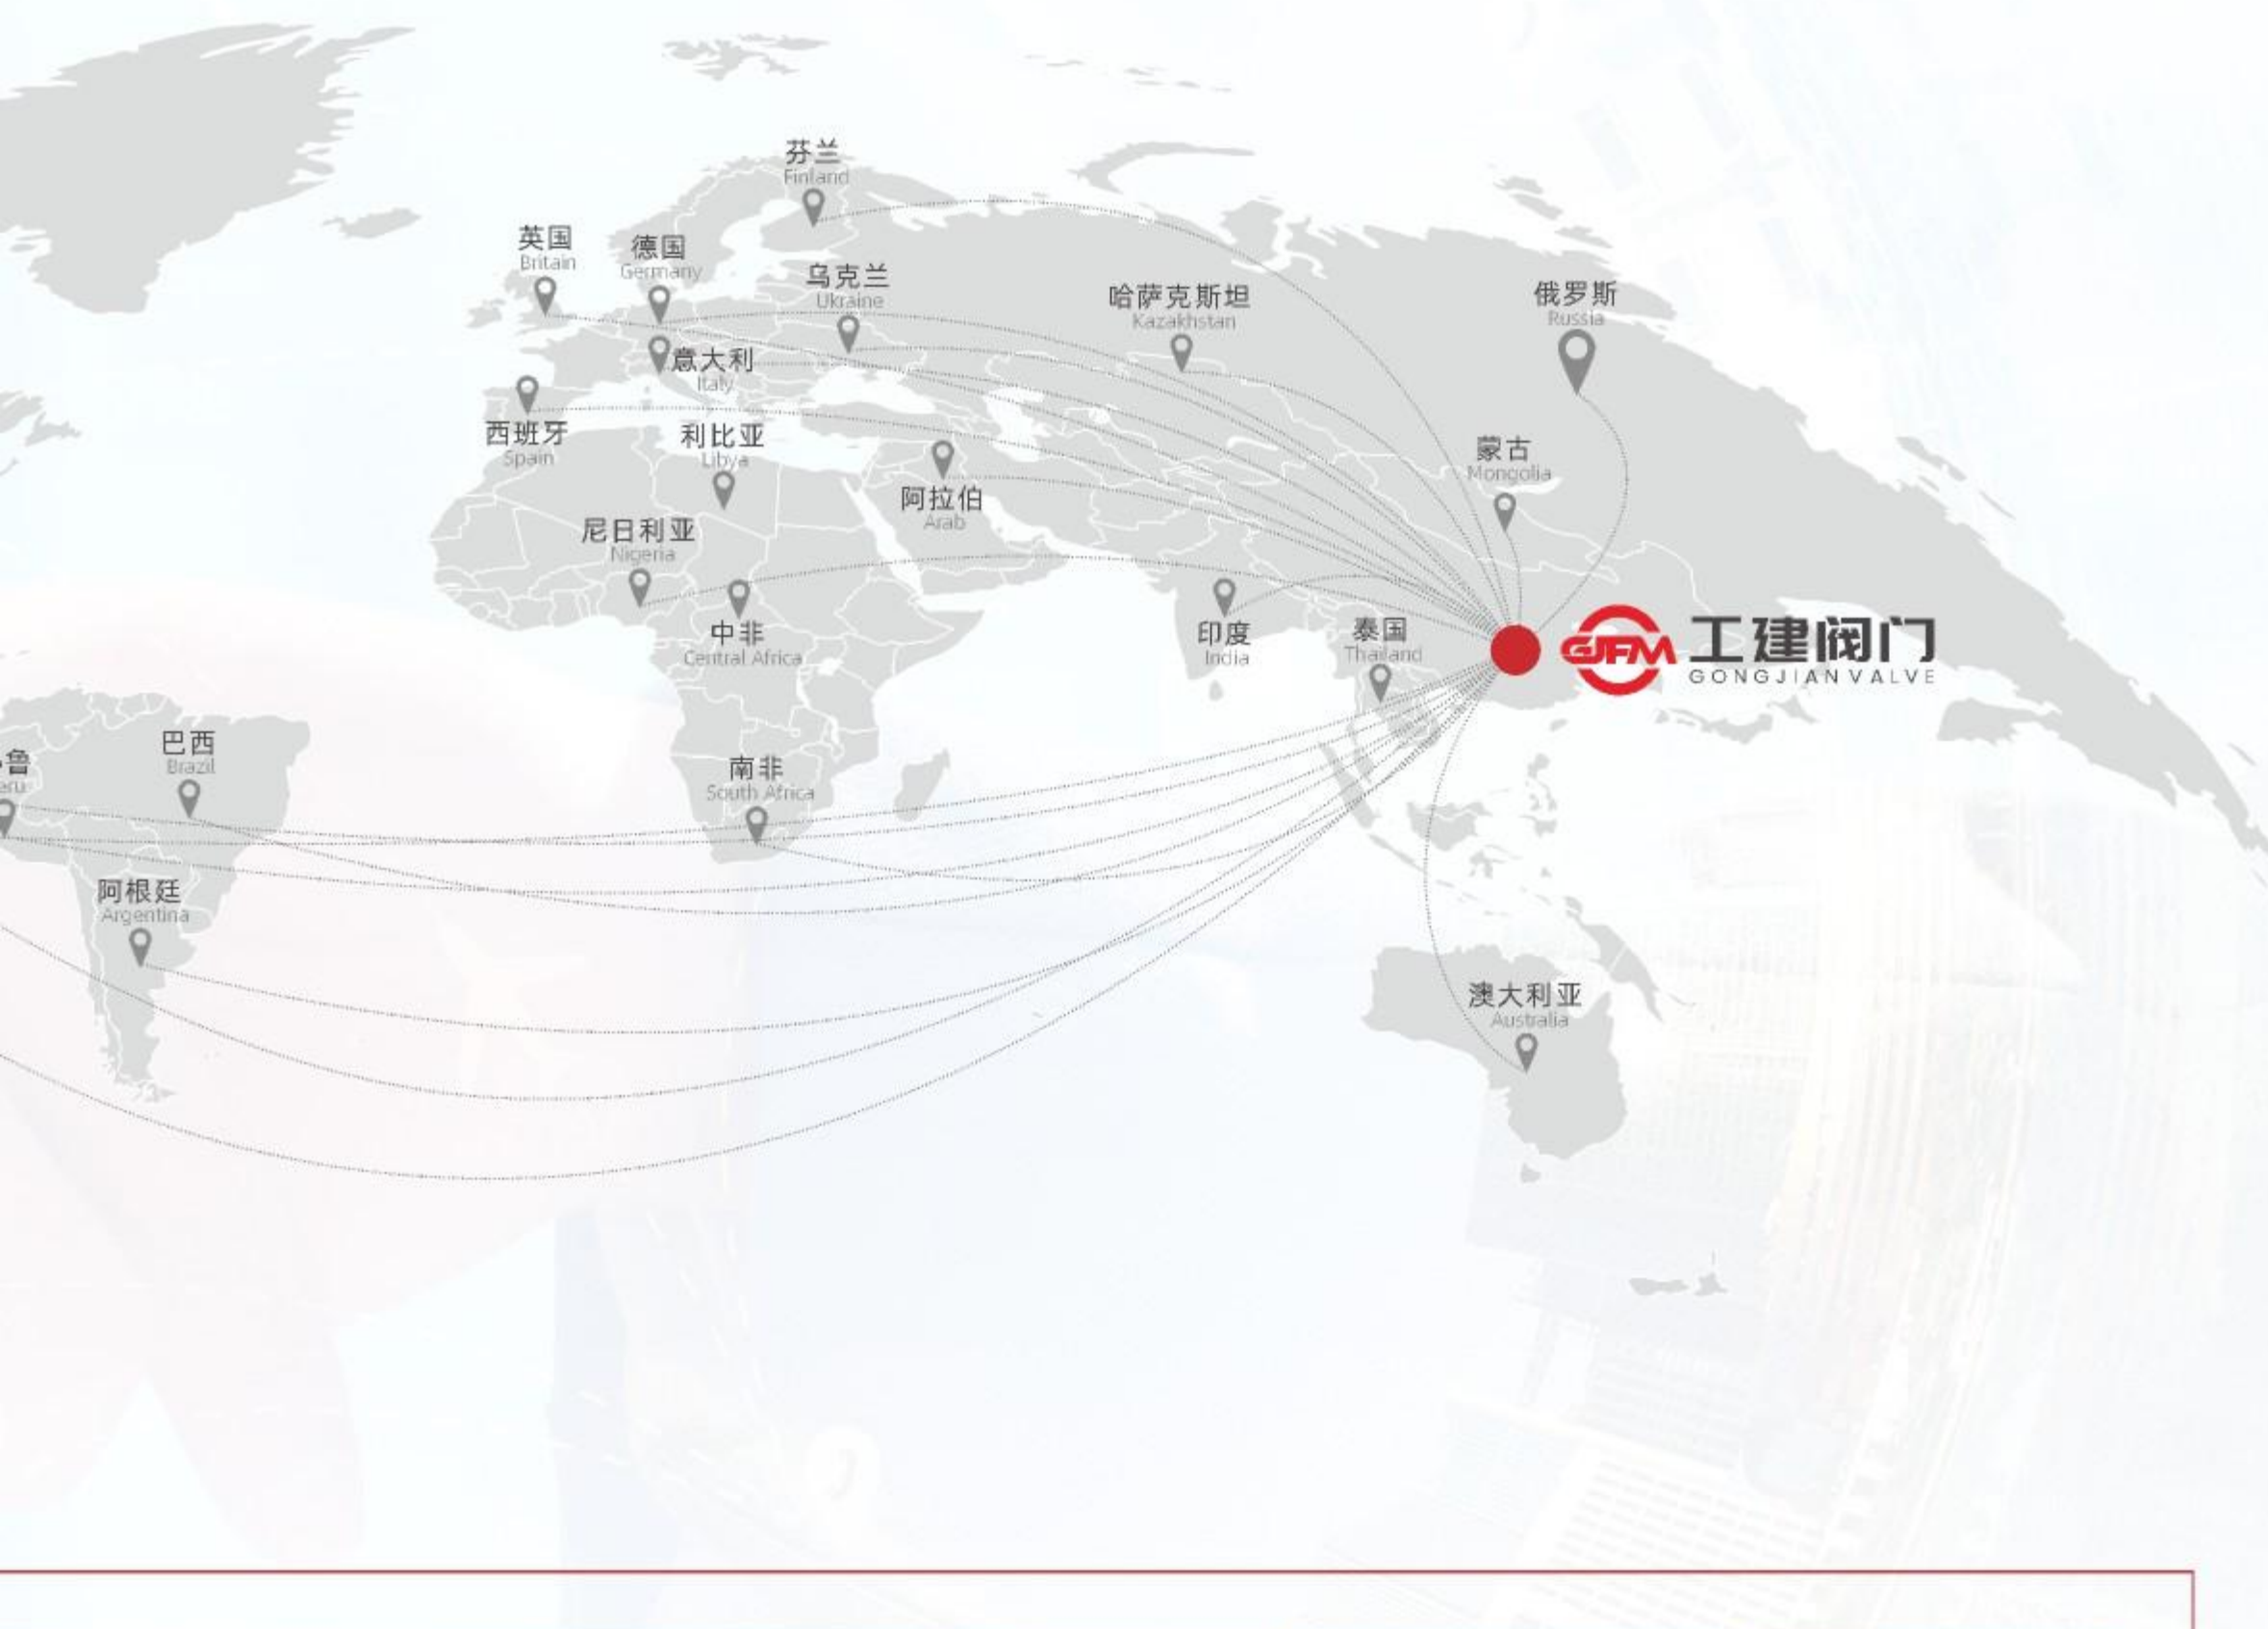 芬兰
Finland
英国
Britain
德国
Germany
乌克兰
Ukraine
哈萨克斯坦
Kazakhstan
俄罗斯
Russia
意大利
Italy
西班牙
Spain
利比亚
Libya
蒙古
Mongolia
阿拉伯
Arab
尼日利亚
Nigeria
中非
Central Africa
印度
India
泰国
Thailand
GJFM
工建阀门
GONGJIANVALVE
鲁
eru
巴西
Brazil
南非
South Africa
阿根廷
Argentina
澳大利亚
Australia